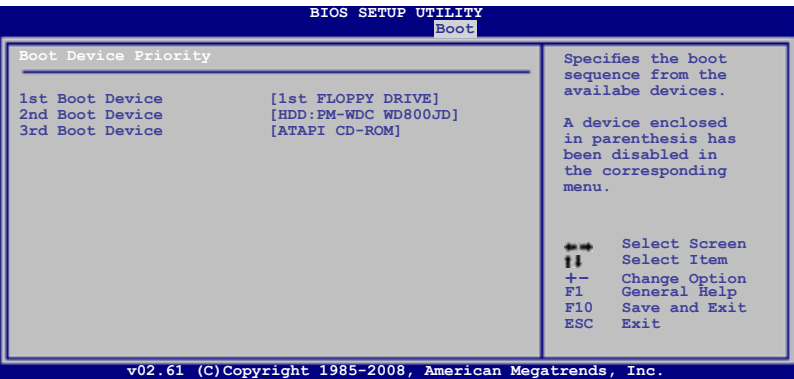 BIOS SETUP UTILITY
Boot
Boot Device Priority
1st Boot Device [1st FLOPPY DRIVE]
2nd Boot Device [HDD:PM-WDC WD800JD]
3rd Boot Device [ATAPI CD-ROM]
Specifies the boot
sequence from the
availabe devices.
A device enclosed
in parenthesis has
been disabled in
the corresponding
menu.
←→ Select Screen
↑↓ Select Item
+- Change Option
F1 General Help
F10 Save and Exit
ESC Exit
v02.61 (C)Copyright 1985-2008, American Megatrends, Inc.